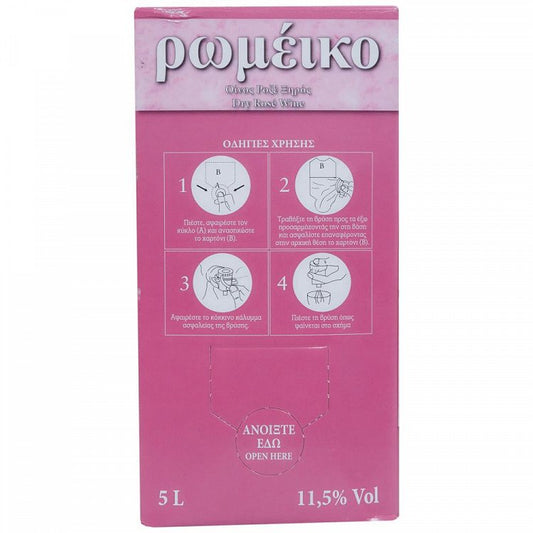 ρωμέικο
Οίνος Ροζέ Ξηρός
Dry Rosé Wine
ΟΔΗΓΙΕΣ ΧΡΗΣΗΣ
1
B
Πιέστε, αφαιρέστε τον
κύκλο (Α) και ανασηκώστε
το χαρτόνι (Β).
2
B
Τραβήξτε τη βρύση προς τα έξω
προσαρμόζοντας την στη βάση
και ασφαλίστε επαναφέροντας
στην αρχική θέση το χαρτόνι (Β).
3
Αφαιρέστε το κόκκινο κάλυμμα
ασφαλείας της βρύσης.
4
Πιέστε τη βρύση όπως
φαίνεται στο σχήμα
ΑΝΟΙΞΤΕ
ΕΔΩ
OPEN HERE
5 L
11,5% Vol